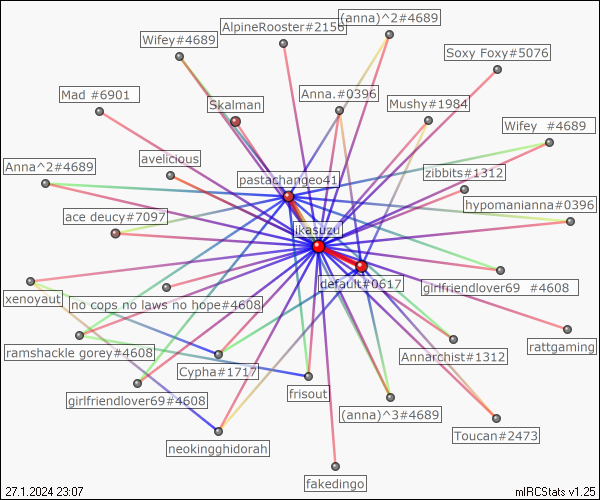 (anna)^2#4689
AlpineRooster#2156
Wifey#4689
Soxy Foxy#5076
Mad #6901
Anna.#0396
Skalman
Mushy#1984
Wifey  #4689
avelicious
Anna^2#4689
zibbits#1312
pastachangeo41
hypomanianna#0396
ace deucy#7097
ikasuzu
default#0617
girlfriendlover69  #4608
xenoyaut
no cops no laws no hope#4608
rattgaming
ramshackle gorey#4608
Annarchist#1312
Cypha#1717
frisout
girlfriendlover69#4608
(anna)^3#4689
Toucan#2473
neokingghidorah
fakedingo
27.1.2024 23:07
mIRCStats v1.25